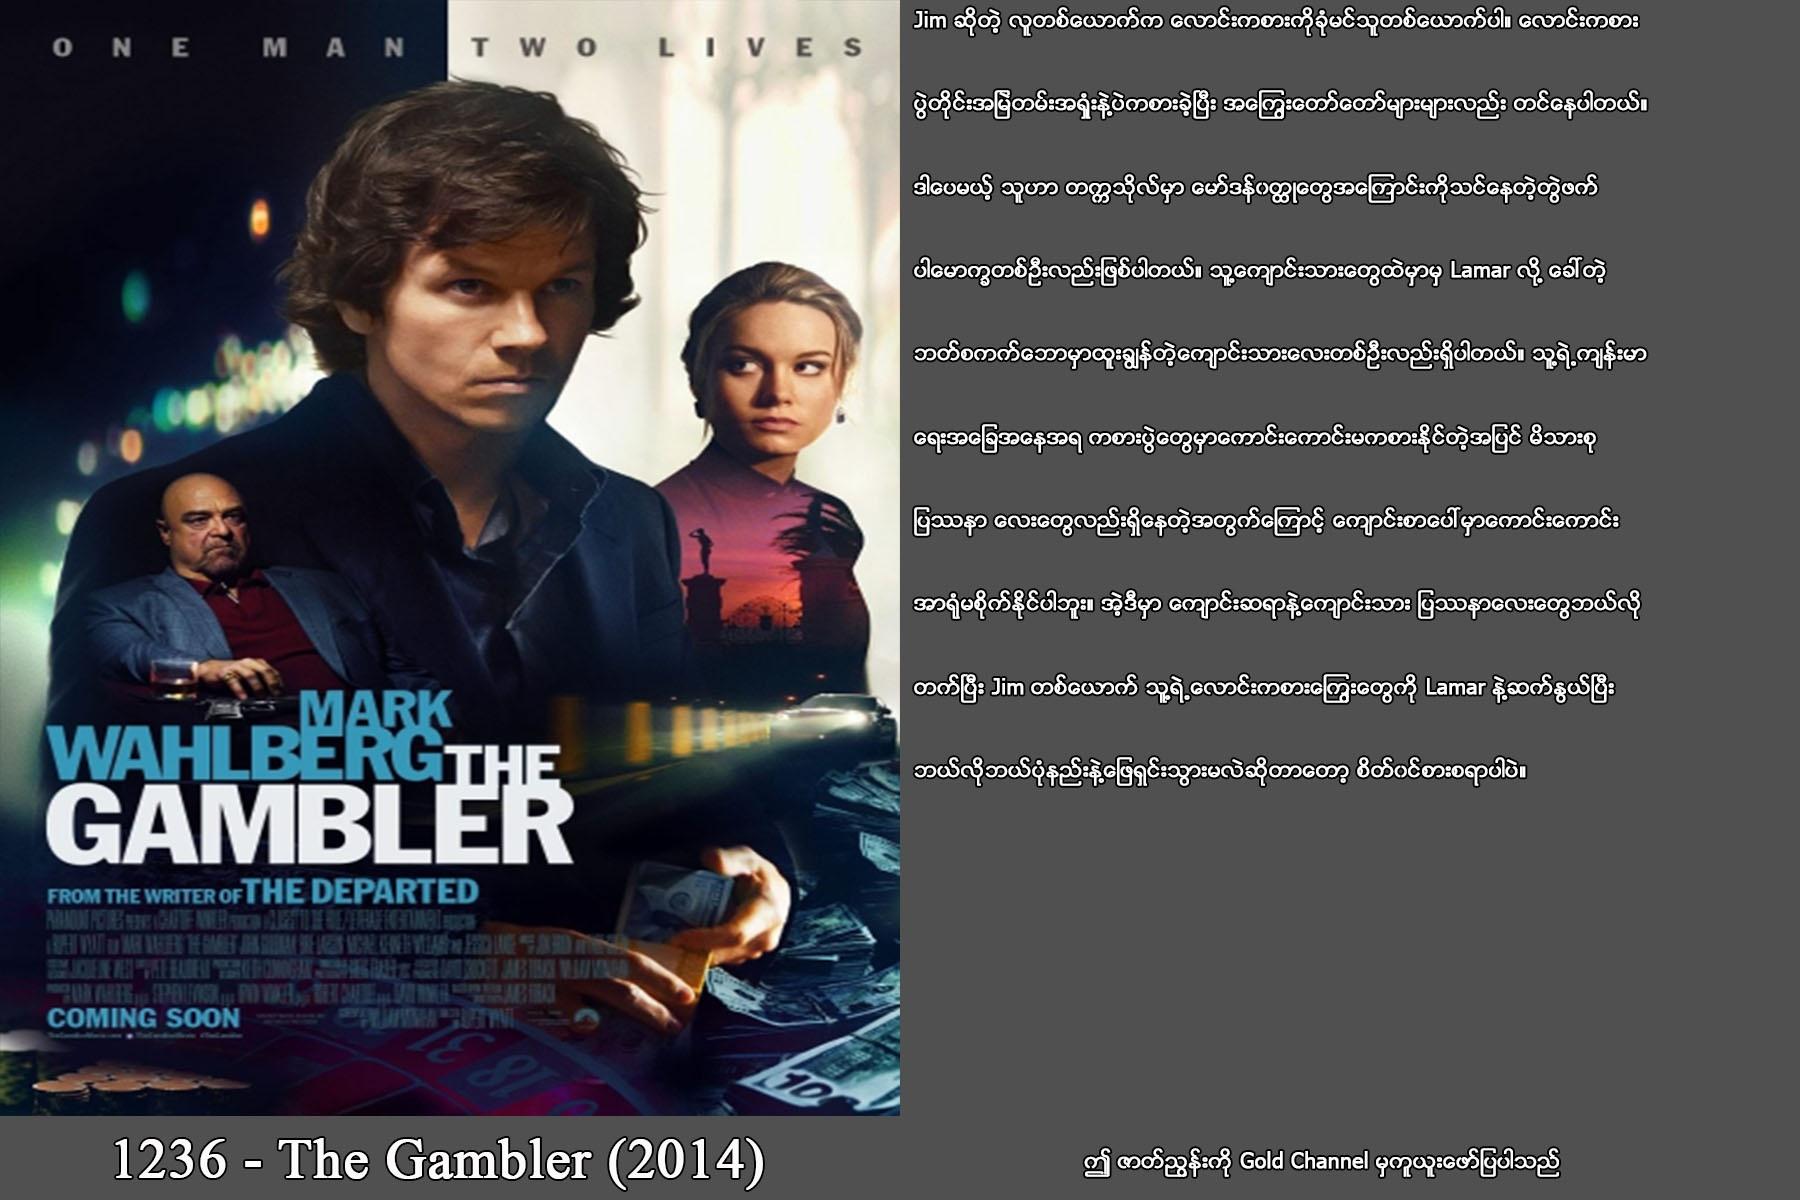 ONE MAN TWO LIVES
MARK
WAHLBERG THE
GAMBLER
FROM THE WRITER OF THE DEPARTED
COMING SOON
1236 - The Gambler (2014)
Jim ဆိုတဲ့ လူတစ်ယောက်က လောင်းကစားကိုခုံမင်သူတစ်ယောက်ပါ။ လောင်းကစား
ပွဲတိုင်းအမြဲတမ်းအရှုံးနဲ့ပဲကစားခဲ့ပြီး အကြွေးတော်တော်များများလည်း တင်နေပါတယ်။
ဒါပေမယ့် သူဟာ တက္ကသိုလ်မှာ မော်ဒန်ဝတ္ထုတွေအကြောင်းကိုသင်နေတဲ့တွဲဖက်
ပါမောက္ခတစ်ဦးလည်းဖြစ်ပါတယ်။ သူ့ကျောင်းသားတွေထဲမှာမှ Lamar လို့ ခေါ်တဲ့
ဘတ်စကက်ဘောမှာထူးချွန်တဲ့ကျောင်းသားလေးတစ်ဦးလည်းရှိပါတယ်။ သူ့ရဲ့ကျန်းမာ
ရေးအခြေအနေအရ ကစားပွဲတွေမှာကောင်းကောင်းမကစားနိုင်တဲ့အပြင် မိသားစု
ပြဿနာ လေးတွေလည်းရှိနေတဲ့အတွက်ကြောင့် ကျောင်းစာပေါ်မှာကောင်းကောင်း
အာရုံမစိုက်နိုင်ပါဘူး။ အဲ့ဒီမှာ ကျောင်းဆရာနဲ့ကျောင်းသား ပြဿနာလေးတွေဘယ်လို
တက်ပြီး Jim တစ်ယောက် သူ့ရဲ့လောင်းကစားကြွေးတွေကို Lamar နဲ့ဆက်နွယ်ပြီး
ဘယ်လိုဘယ်ပုံနည်းနဲ့ဖြေရှင်းသွားမလဲဆိုတာတော့ စိတ်ဝင်စားစရာပါပဲ။
ဤ ဇာတ်ညွှန်းကို Gold Channel မှကူယူးဖော်ပြပါသည်